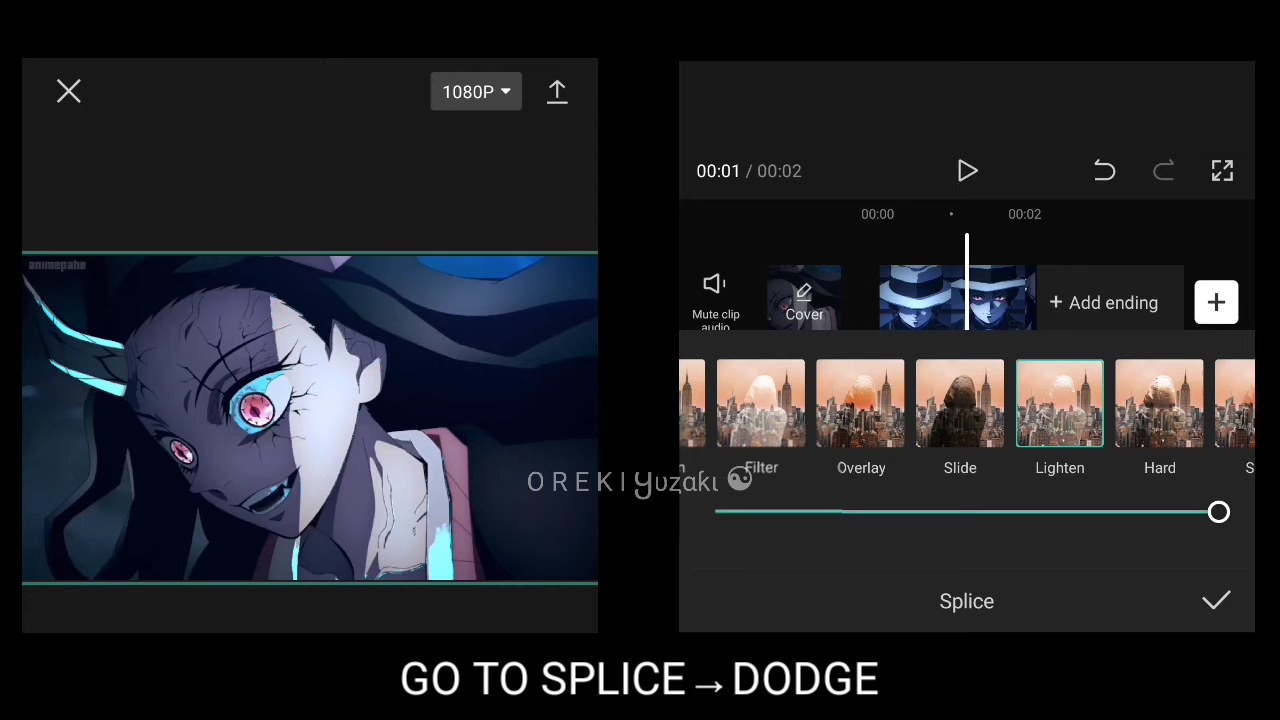 1080P
animepahe
00:01 / 00:02
00:00
00:02
Mute clip
audio
Cover
+ Add ending
Filter
Overlay
Slide
Lighten
Hard
S
OREKI Yuzaki
Splice
GO TO SPLICE→DODGE